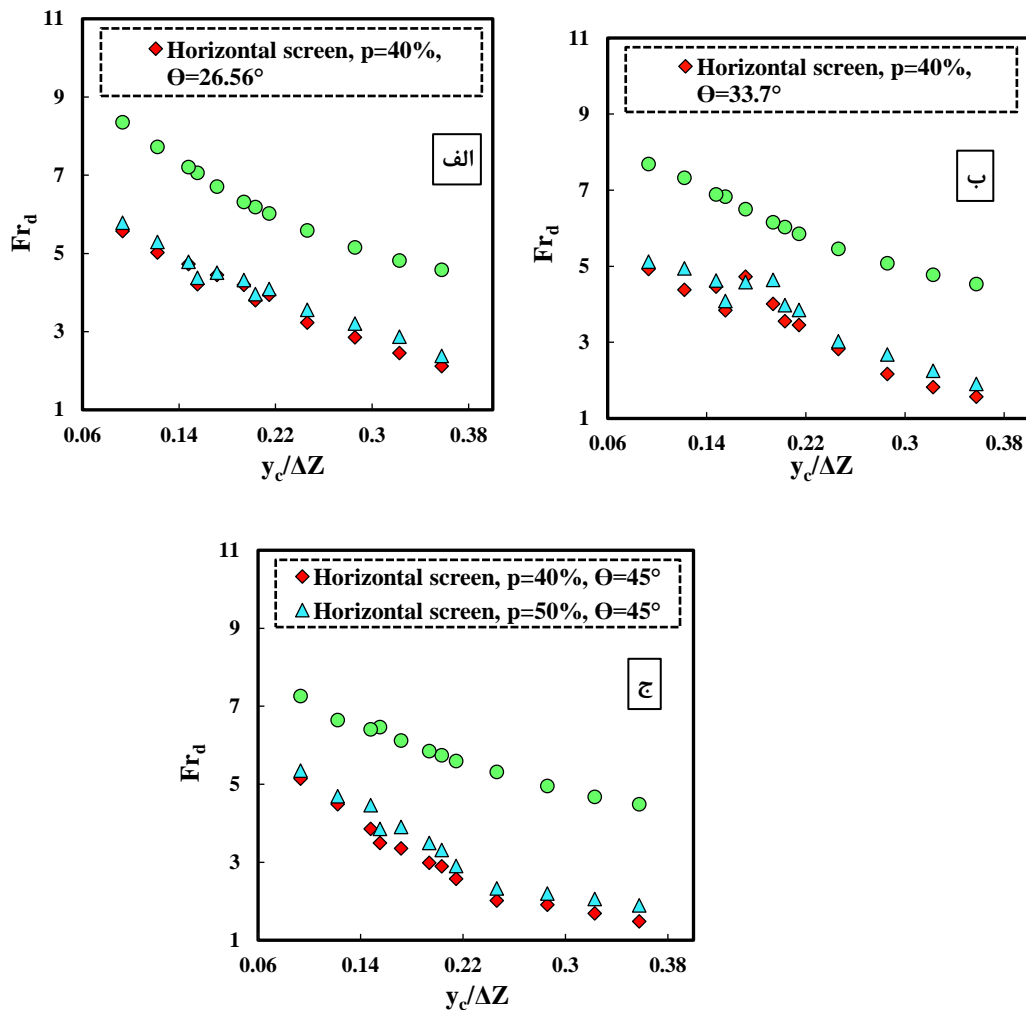 11
9
7
5
3
1
Fr_d
Horizontal screen, p=40%,
Θ=26.56°
الف
0.06 0.14 0.22 0.3 0.38
y_c/ΔZ
11
9
7
5
3
1
Fr_d
Horizontal screen, p=40%,
Θ=33.7°
ب
0.06 0.14 0.22 0.3 0.38
y_c/ΔZ
11
9
7
5
3
1
Fr_d
Horizontal screen, p=40%, Θ=45°
Horizontal screen, p=50%, Θ=45°
ج
0.06 0.14 0.22 0.3 0.38
y_c/ΔZ